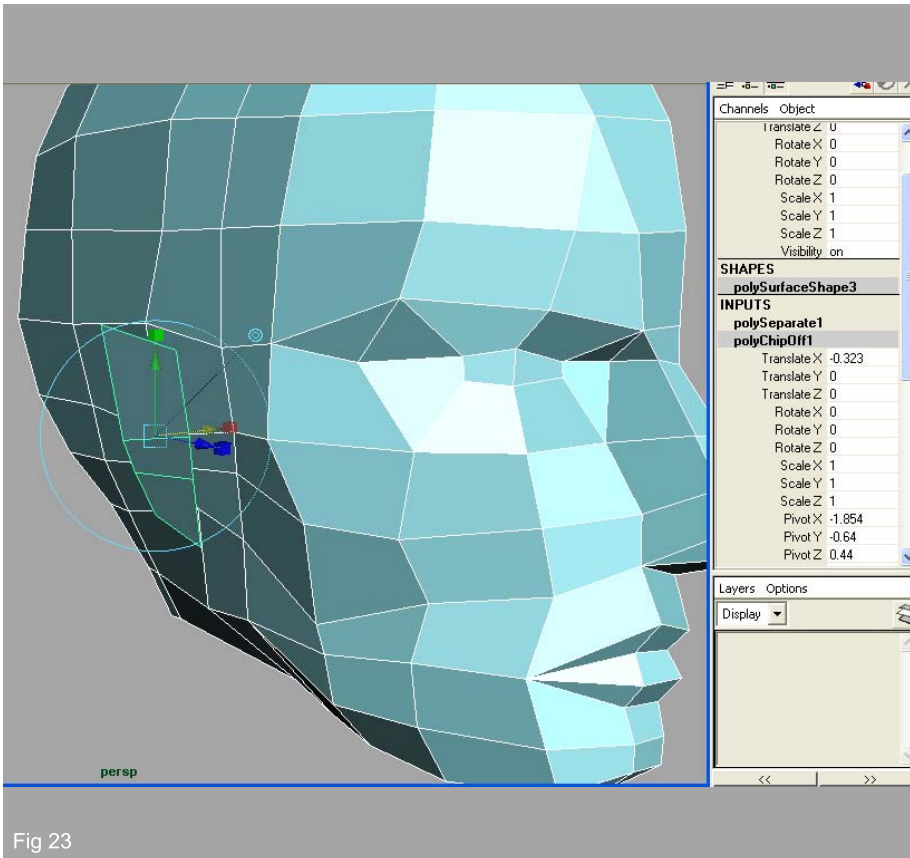 Channels Object
Translate Z 0
Rotate X 0
Rotate Y 0
Rotate Z 0
Scale X 1
Scale Y 1
Scale Z 1
Visibility on
SHAPES
polySurfaceShape3
INPUTS
polySeparate1
polyChipOff1
Translate X -0.323
Translate Y 0
Translate Z 0
Rotate X 0
Rotate Y 0
Rotate Z 0
Scale X 1
Scale Y 1
Scale Z 1
Pivot X -1.854
Pivot Y -0.64
Pivot Z 0.44
Layers Options
Display
<< >>
persp
Fig 23